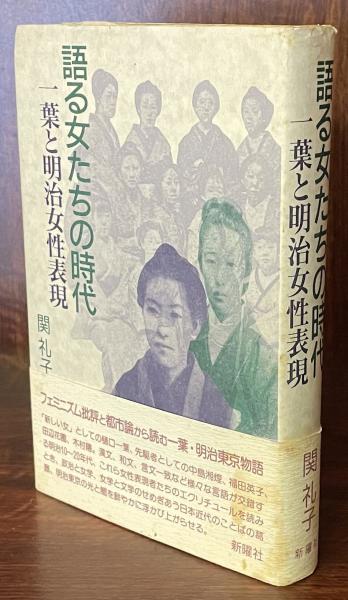 語る女たちの時代
一葉と明治女性表現
関 礼子
フェミニズム批評と都市論から読む一葉・明治東京物語
「新しい女」としての樋口一葉、先駆者としての中島湘煙、福田英子、
田辺花圃、木村曙。漢文、和文、言文一致など様々な言語が交錯す
る明治10~20年代、これら女性表現者たちのエクリチュールを読み
とき、政治と文学、女学と文学のせめぎあう日本近代のことばの葛
藤、明治東京の光と闇を鮮やかに浮かび上がらせる。
新曜社
語る女たちの時代
一葉と明治女性表現
関 礼子
新曜社